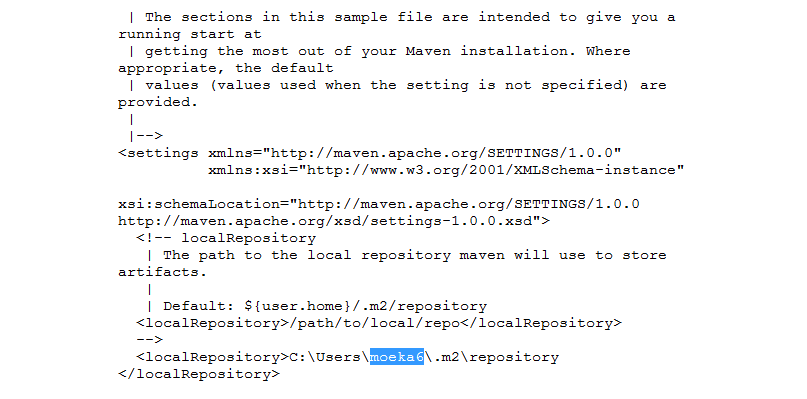 | The sections in this sample file are intended to give you a
running start at
| getting the most out of your Maven installation. Where
appropriate, the default
| values (values used when the setting is not specified) are
provided.
|
|-->
<settings xmlns="http://maven.apache.org/SETTINGS/1.0.0"
xmlns:xsi="http://www.w3.org/2001/XMLSchema-instance"
xsi:schemaLocation="http://maven.apache.org/SETTINGS/1.0.0
http://maven.apache.org/xsd/settings-1.0.0.xsd">
<!-- localRepository
| The path to the local repository maven will use to store
artifacts.
|
| Default: ${user.home}/.m2/repository
<localRepository>/path/to/local/repo</localRepository>
-->
<localRepository>C:\Users\moeka6\.m2\repository
</localRepository>